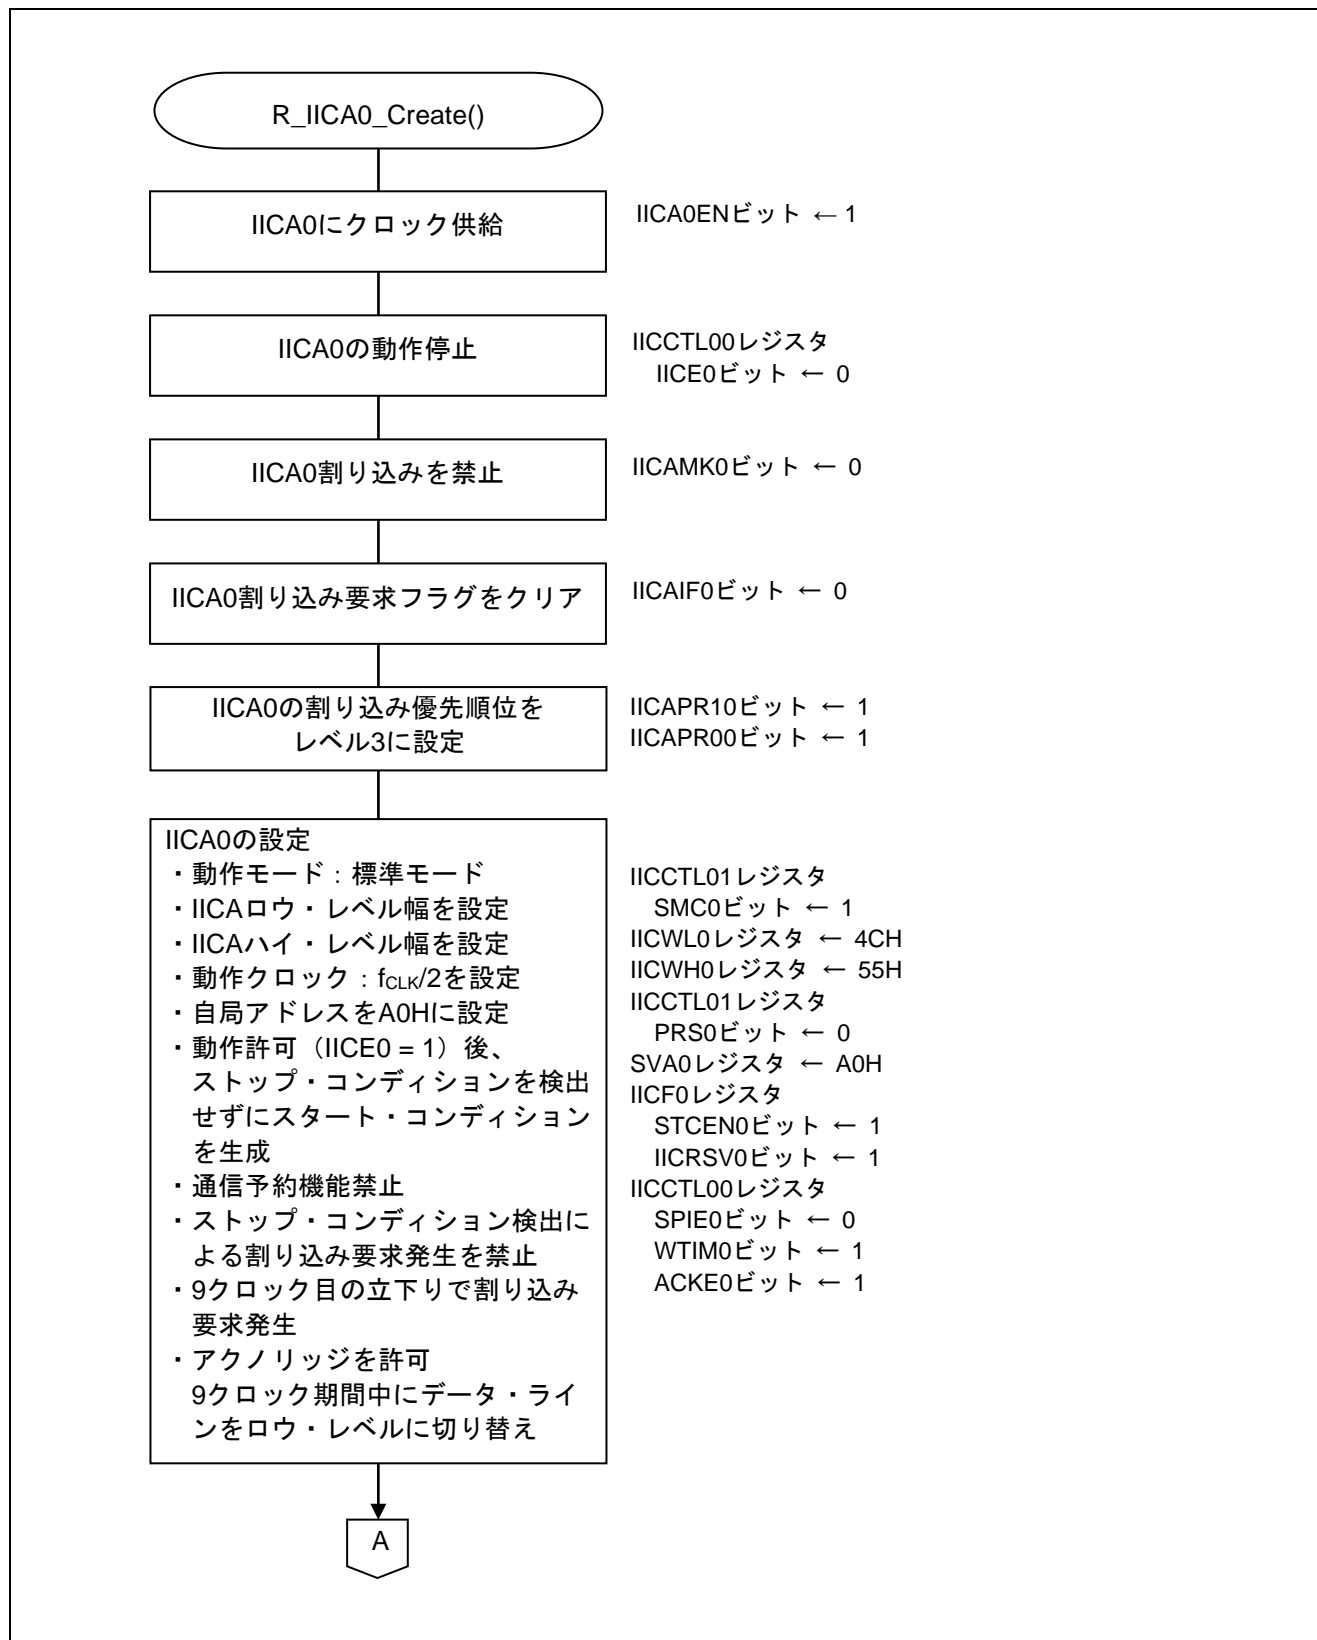 R_IICA0_Create()
IICA0にクロック供給
IICA0ENビット ← 1
IICA0の動作停止
IICCTL00レジスタ
IICE0ビット ← 0
IICA0割り込みを禁止
IICAMK0ビット ← 0
IICA0割り込み要求フラグをクリア
IICAIF0ビット ← 0
IICA0の割り込み優先順位を
レベル3に設定
IICAPR10ビット ← 1
IICAPR00ビット ← 1
IICA0の設定
・動作モード：標準モード
・IICAロウ・レベル幅を設定
・IICAハイ・レベル幅を設定
・動作クロック：fCLK/2を設定
・自局アドレスをA0Hに設定
・動作許可（IICE0 = 1）後、
ストップ・コンディションを検出
せずにスタート・コンディション
を生成
・通信予約機能禁止
・ストップ・コンディション検出に
よる割り込み要求発生を禁止
・9クロック目の立下りで割り込み
要求発生
・アクノリッジを許可
9クロック期間中にデータ・ライ
ンをロウ・レベルに切り替え
IICCTL01レジスタ
SMC0ビット ← 1
IICWL0レジスタ ← 4CH
IICWH0レジスタ ← 55H
IICCTL01レジスタ
PRS0ビット ← 0
SVA0レジスタ ← A0H
IICF0レジスタ
STCEN0ビット ← 1
IICRSV0ビット ← 1
IICCTL00レジスタ
SPIE0ビット ← 0
WTIM0ビット ← 1
ACKE0ビット ← 1
A